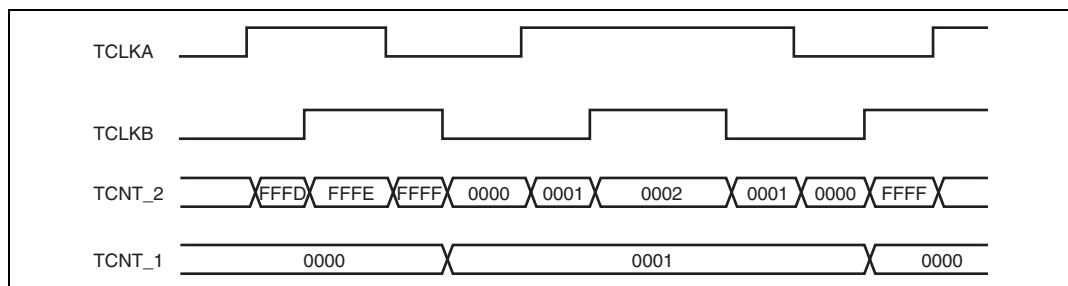 TCLKA
TCLKB
TCNT_2 FFFD FFFE FFFF 0000 0001 0002 0001 0000 FFFF
TCNT_1 0000 0001 0000